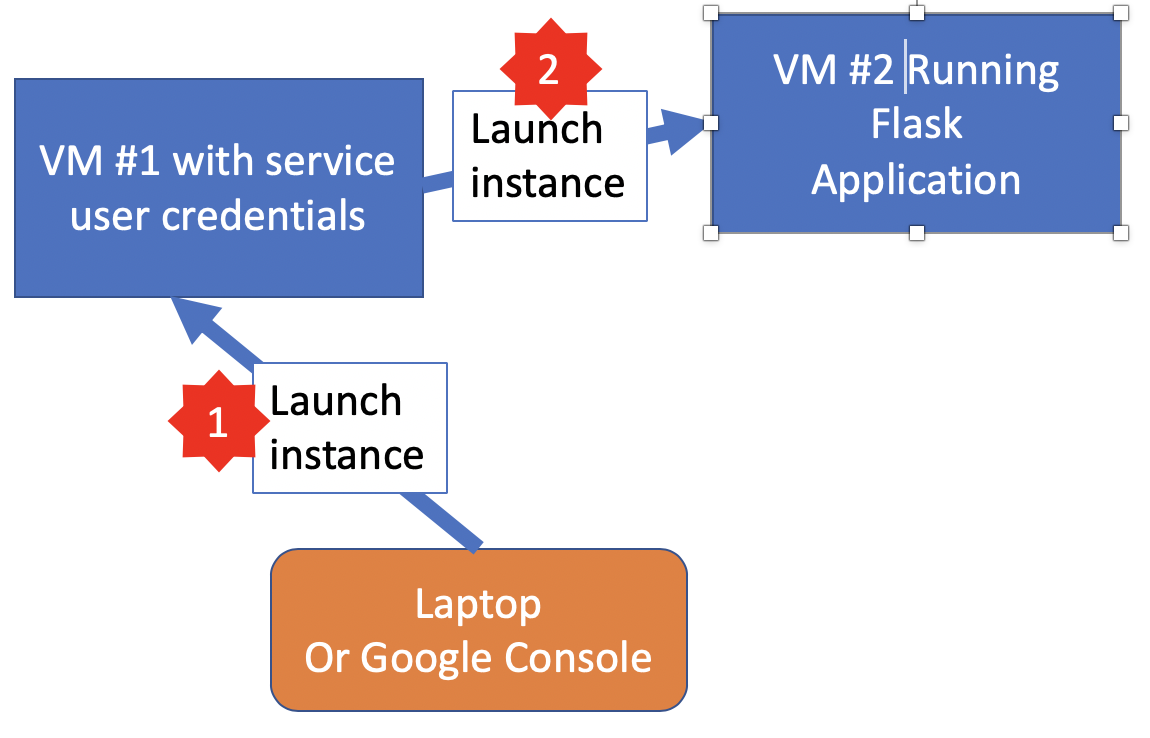 2
VM #2 Running
Flask
Application
VM #1 with service
user credentials
Launch
instance
1
Launch
instance
Laptop
Or Google Console